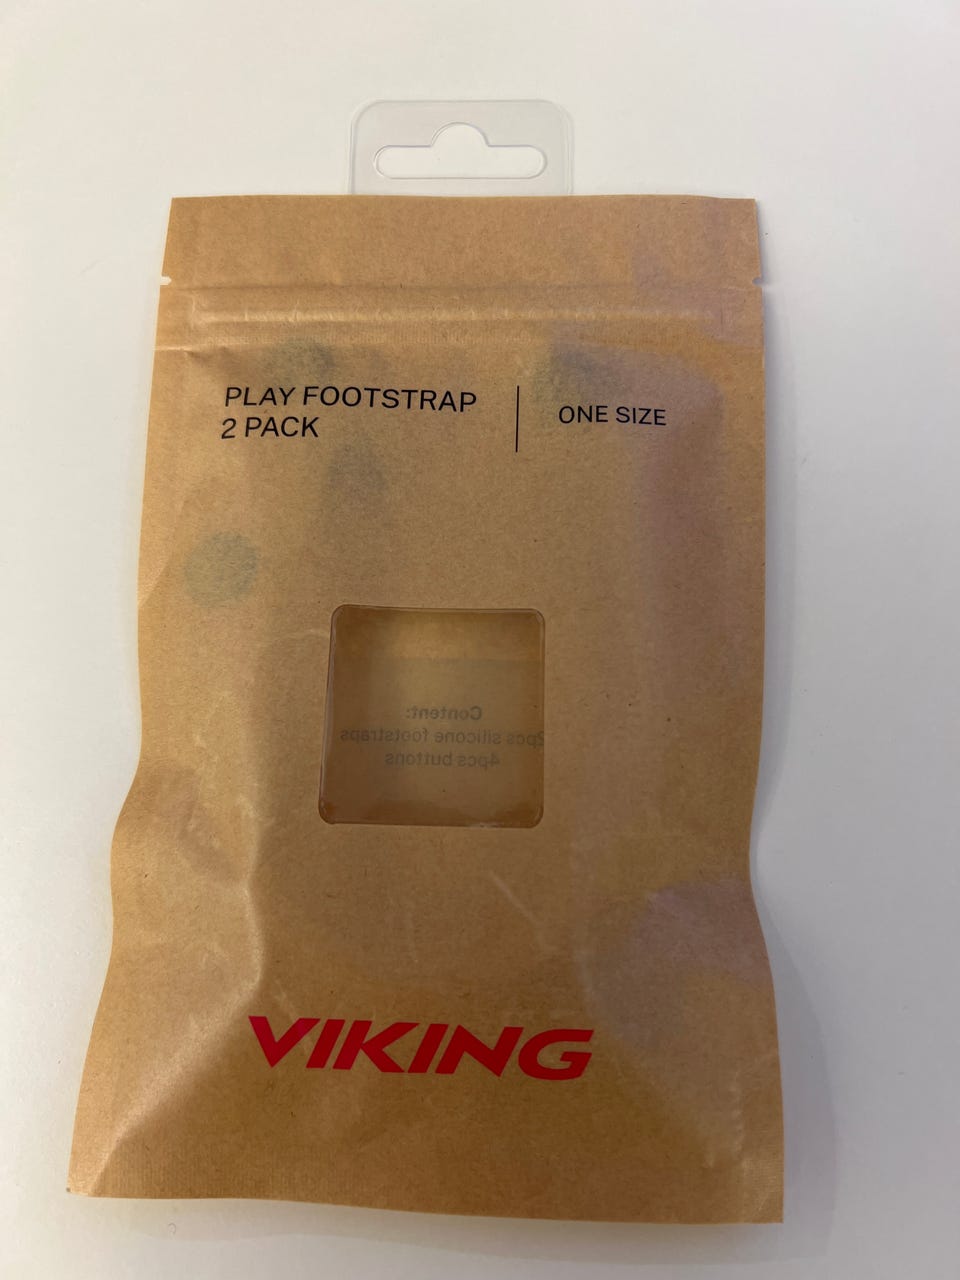 PLAY FOOTSTRAP
2 PACK
ONE SIZE
Content:
2pcs silicone footstraps
4pcs buttons
VIKING